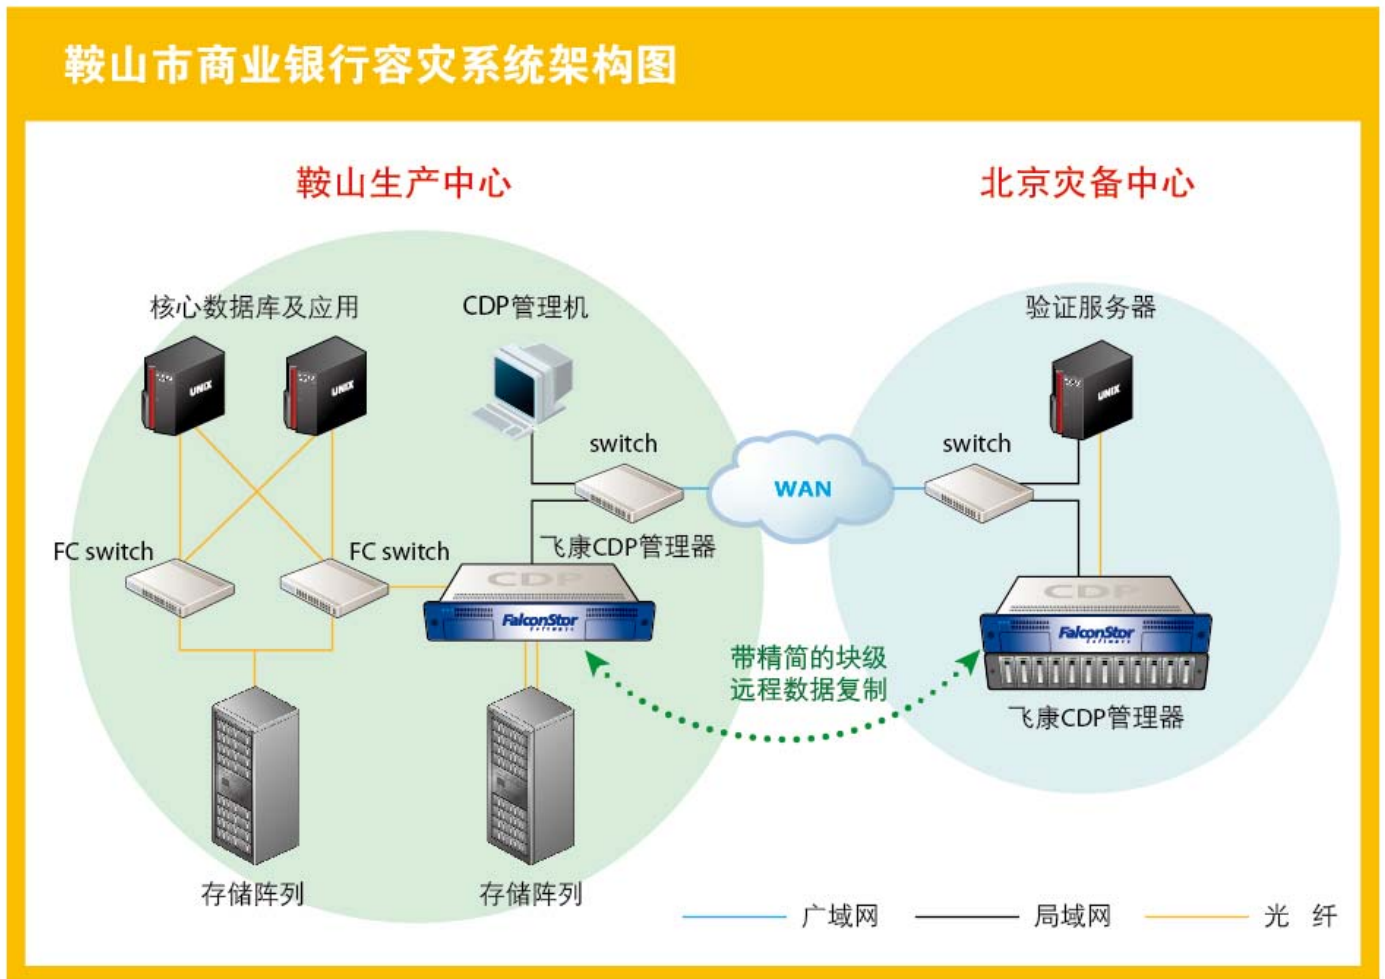 鞍山市商业银行容灾系统架构图
鞍山生产中心
北京灾备中心
核心数据库及应用
CDP管理机
验证服务器
UNIX
UNIX
UNIX
switch
switch
WAN
FC switch
FC switch
飞康CDP管理器
CDP
FalconStor
Software
CDP
FalconStor
Software
带精简的块级
远程数据复制
飞康CDP管理器
存储阵列
存储阵列
广域网
局域网
光 纤